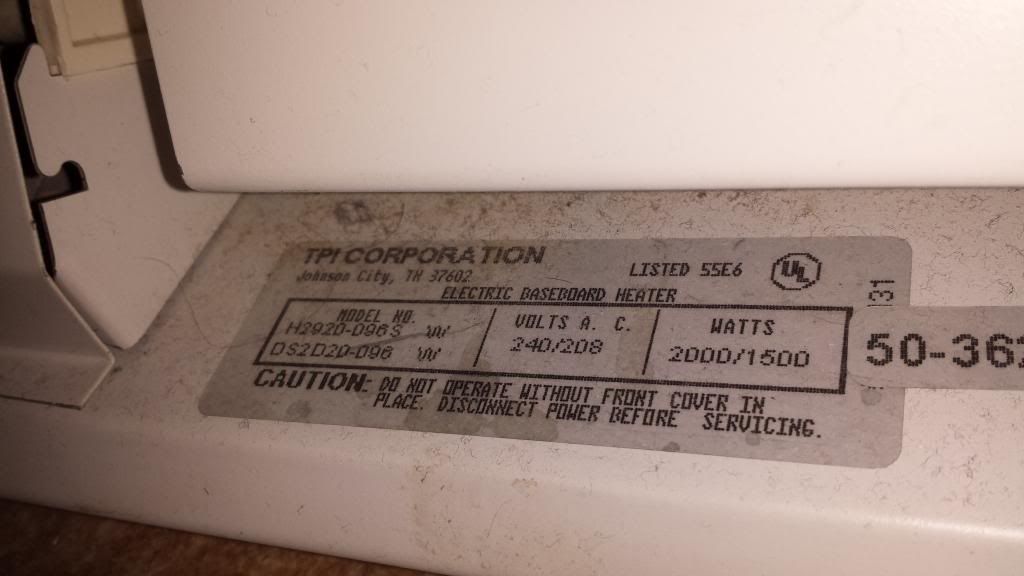 TPI CORPORATION
Johnson City, TN 37602
LISTED 55E6
UL
ELECTRIC BASEBOARD HEATER
MODEL NO.
H2920-096S W
DS2D20-096 W
VOLTS A. C.
240/208
WATTS
2000/1500
31
50-362
CAUTION: DO NOT OPERATE WITHOUT FRONT COVER IN
PLACE. DISCONNECT POWER BEFORE SERVICING.